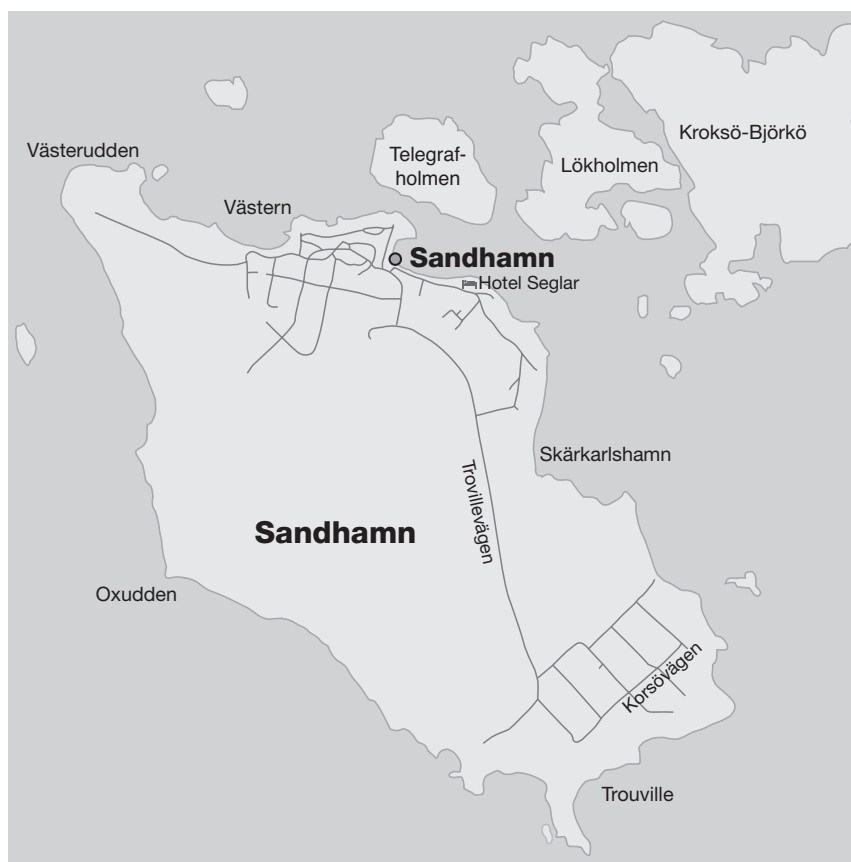 Kroksö-Björkö
Västerudden
Telegraf-
holmen
Lökholmen
Västern
Sandhamn
Hotel Seglar
Skärkarlshamn
Trovillevägen
Sandhamn
Oxudden
Korsövägen
Trouville